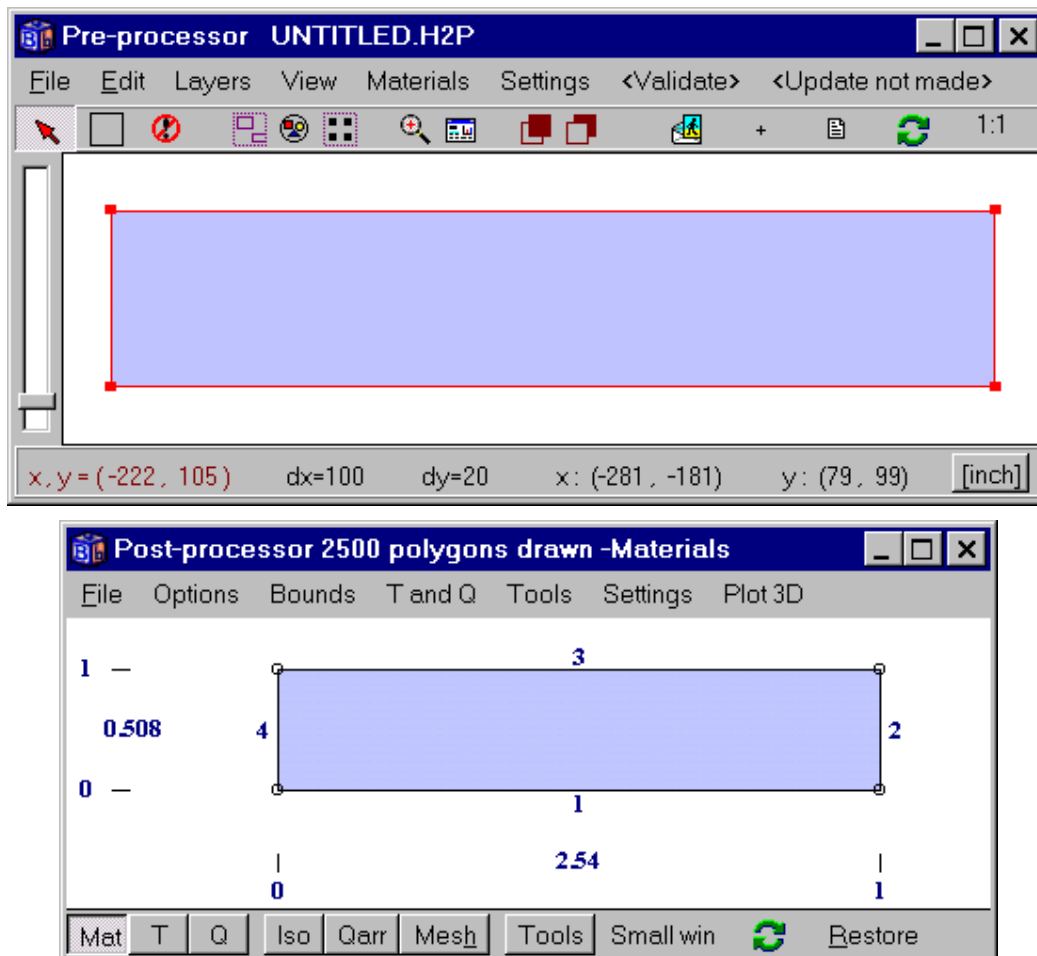 Pre-processor UNTITLED.H2P
File Edit Layers View Materials Settings <Validate> <Update not made>
+ 1:1
x,y = (-222 , 105 ) dx=100 dy=20 x: (-281 , -181) y: (79 , 99) [inch]
Post-processor 2500 polygons drawn -Materials
File Options Bounds T and Q Tools Settings Plot 3D
1 3
0.508 4 2
0 1
2.54
0 1
Mat T Q Iso Qarr Mesh Tools Small win Restore